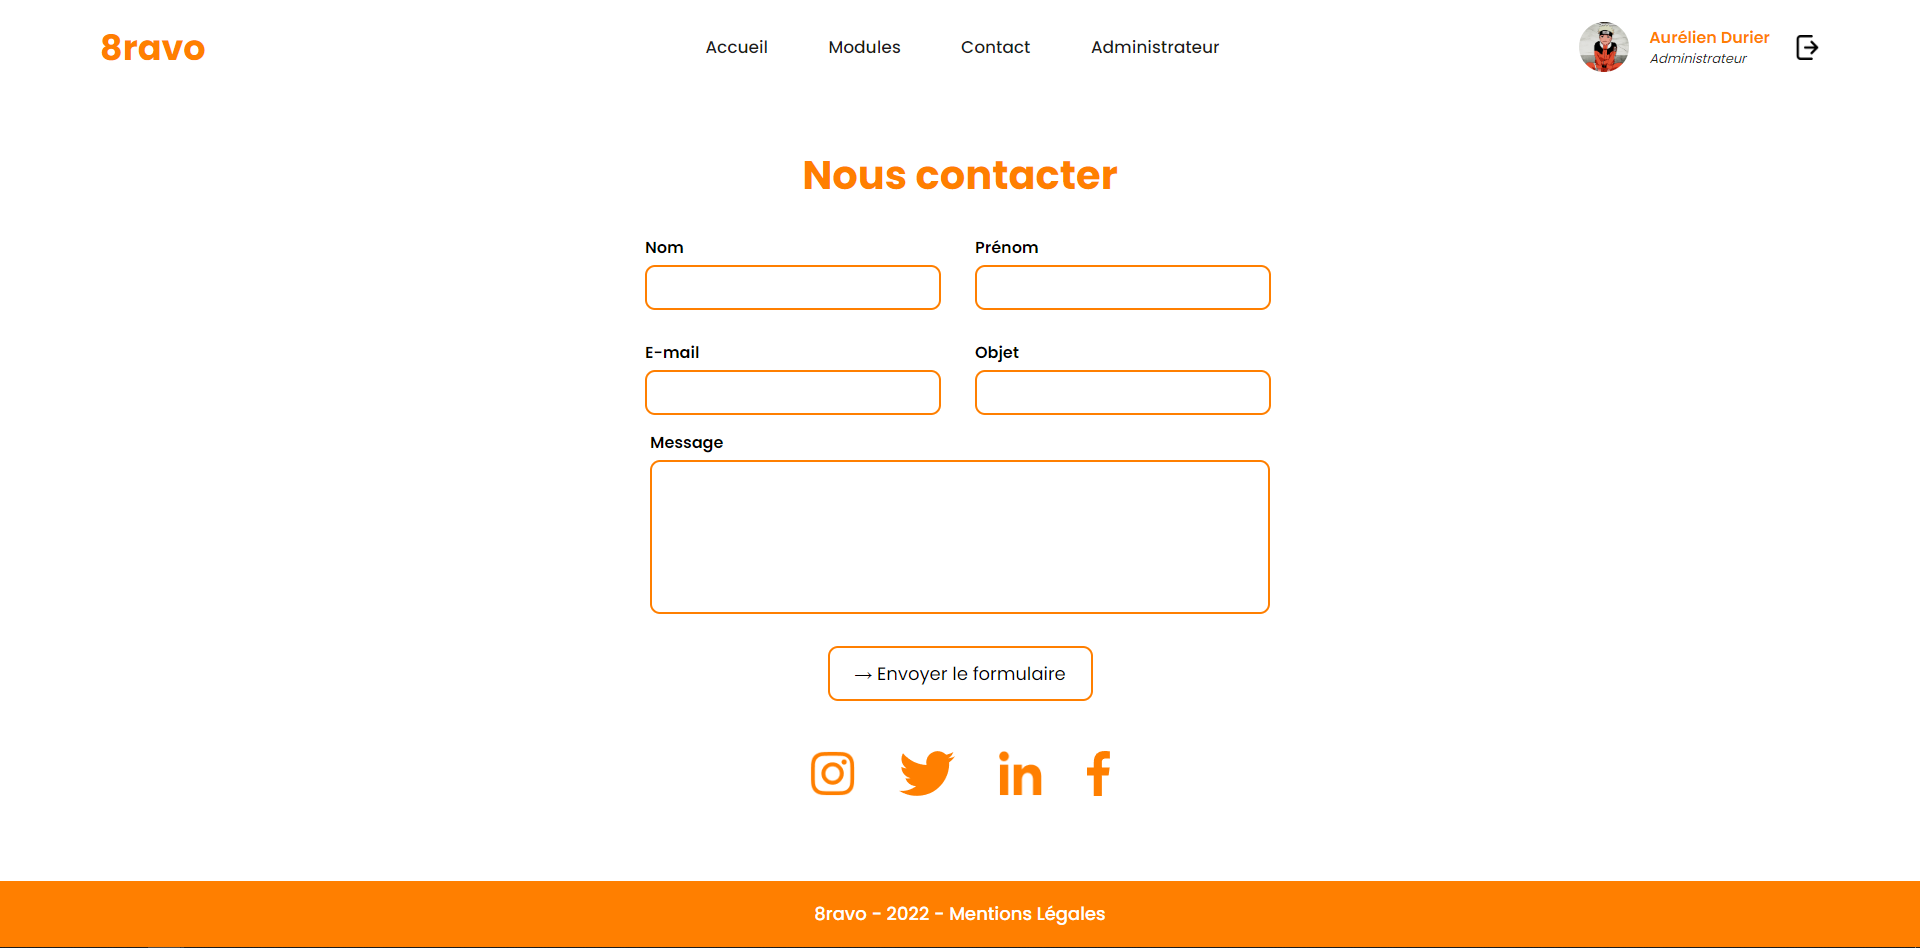 8ravo
Accueil Modules Contact Administrateur
Aurélien Durier
Administrateur
Nous contacter
Nom Prénom
E-mail Objet
Message
→ Envoyer le formulaire
8ravo - 2022 - Mentions Légales